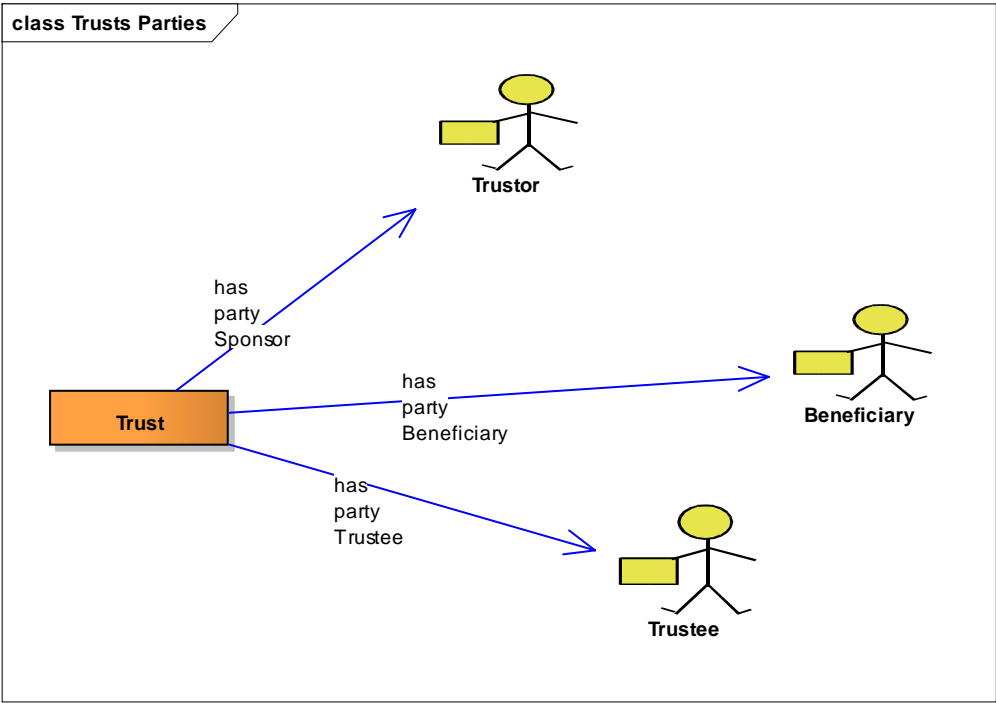 class Trusts Parties
Trustor
has
party
Sponsor
Trust
has
party
Beneficiary
Beneficiary
has
party
Trustee
Trustee